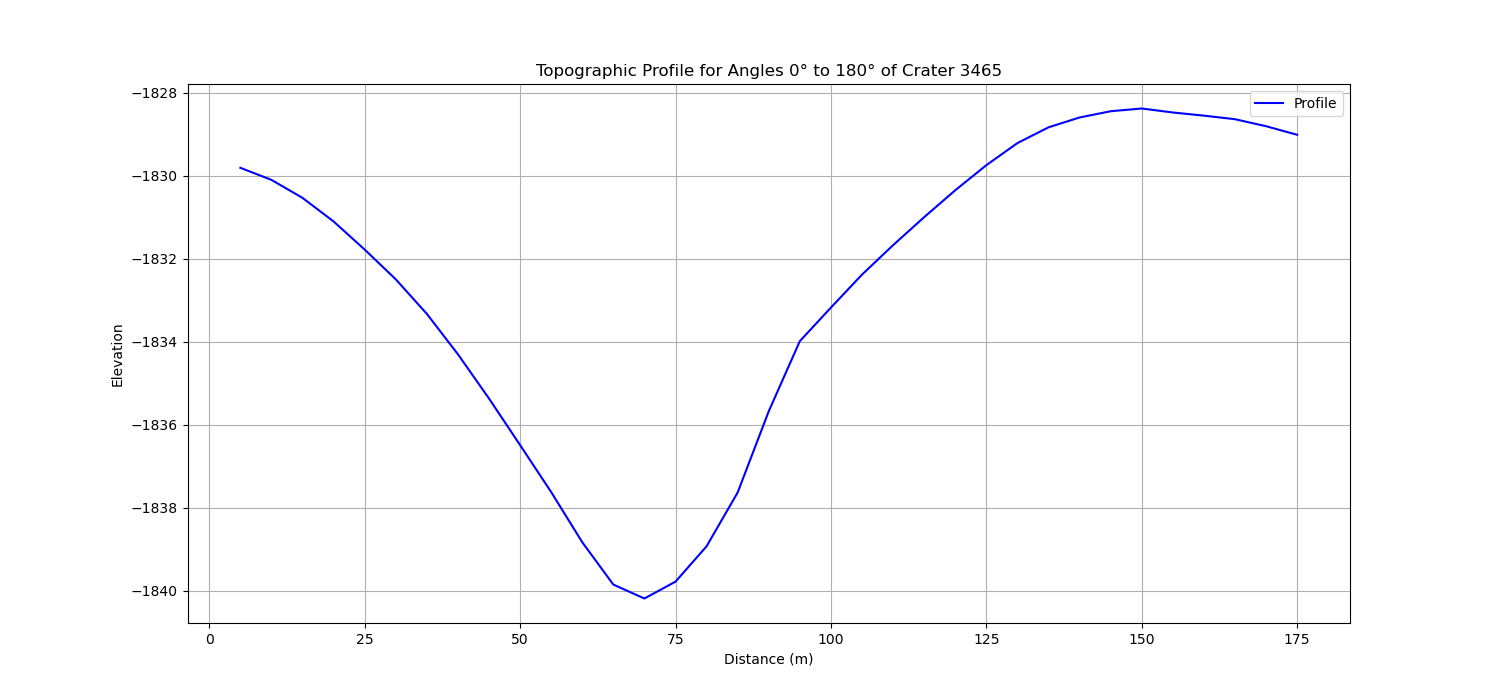 Topographic Profile for Angles 0° to 180° of Crater 3465
Profile
−1828
−1830
−1832
−1834
−1836
−1838
−1840
Elevation
0 25 50 75 100 125 150 175
Distance (m)